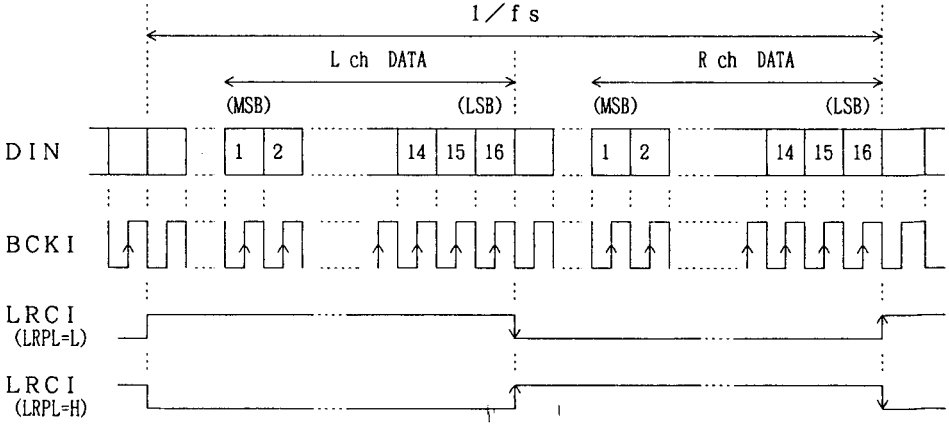 1／fs
L ch DATA R ch DATA
(MSB) (LSB) (MSB) (LSB)
DIN 1 2 14 15 16 1 2 14 15 16
BCKI
LRCI
(LRPL=L)
LRCI
(LRPL=H)